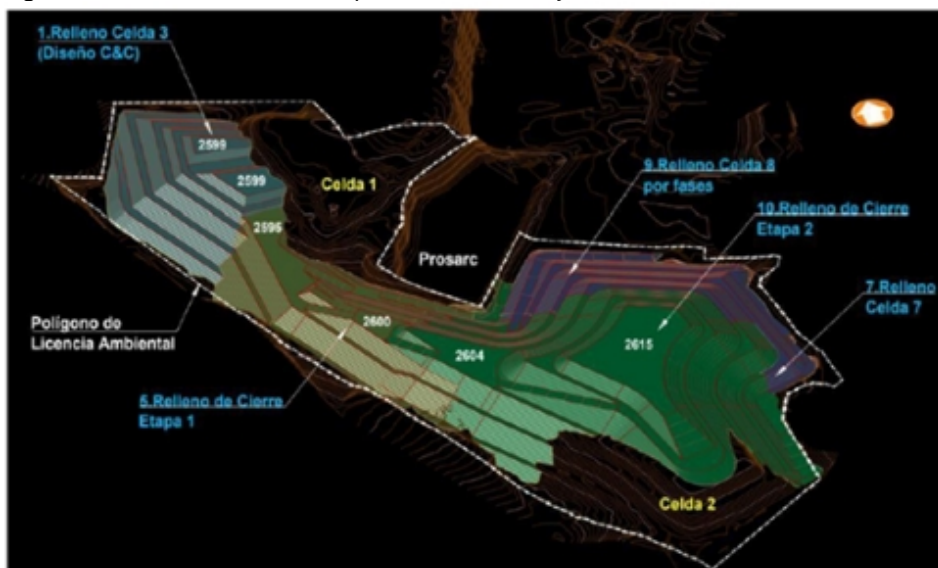 1.Relleno Celda 3
(Diseño C&C)
2599
2599
Celda 1
9.Relleno Celda 8
por fases
10.Relleno de Cierre
Etapa 2
2595
Prosarc
7.Relleno
Celda 7
Polígono de
Licencia Ambiental
2600
2604
2615
5.Relleno de Cierre
Etapa 1
Celda 2